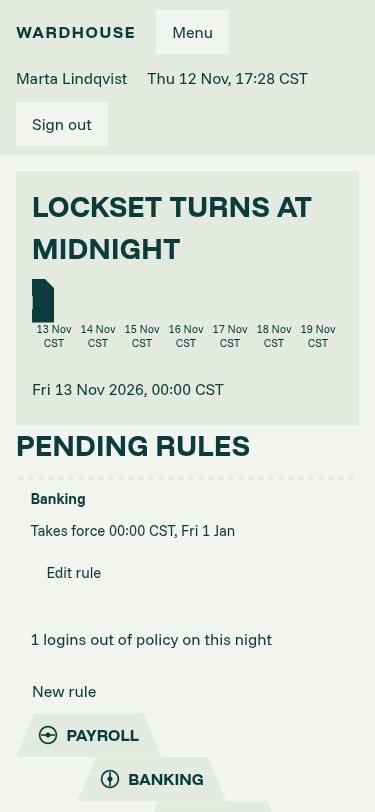 WARDHOUSE Menu
Marta Lindqvist Thu 12 Nov, 17:28 CST
Sign out
LOCKSET TURNS AT
MIDNIGHT
13 Nov 14 Nov 15 Nov 16 Nov 17 Nov 18 Nov 19 Nov
CST CST CST CST CST CST CST
Fri 13 Nov 2026, 00:00 CST
PENDING RULES
Banking
Takes force 00:00 CST, Fri 1 Jan
Edit rule
1 logins out of policy on this night
New rule
PAYROLL
BANKING